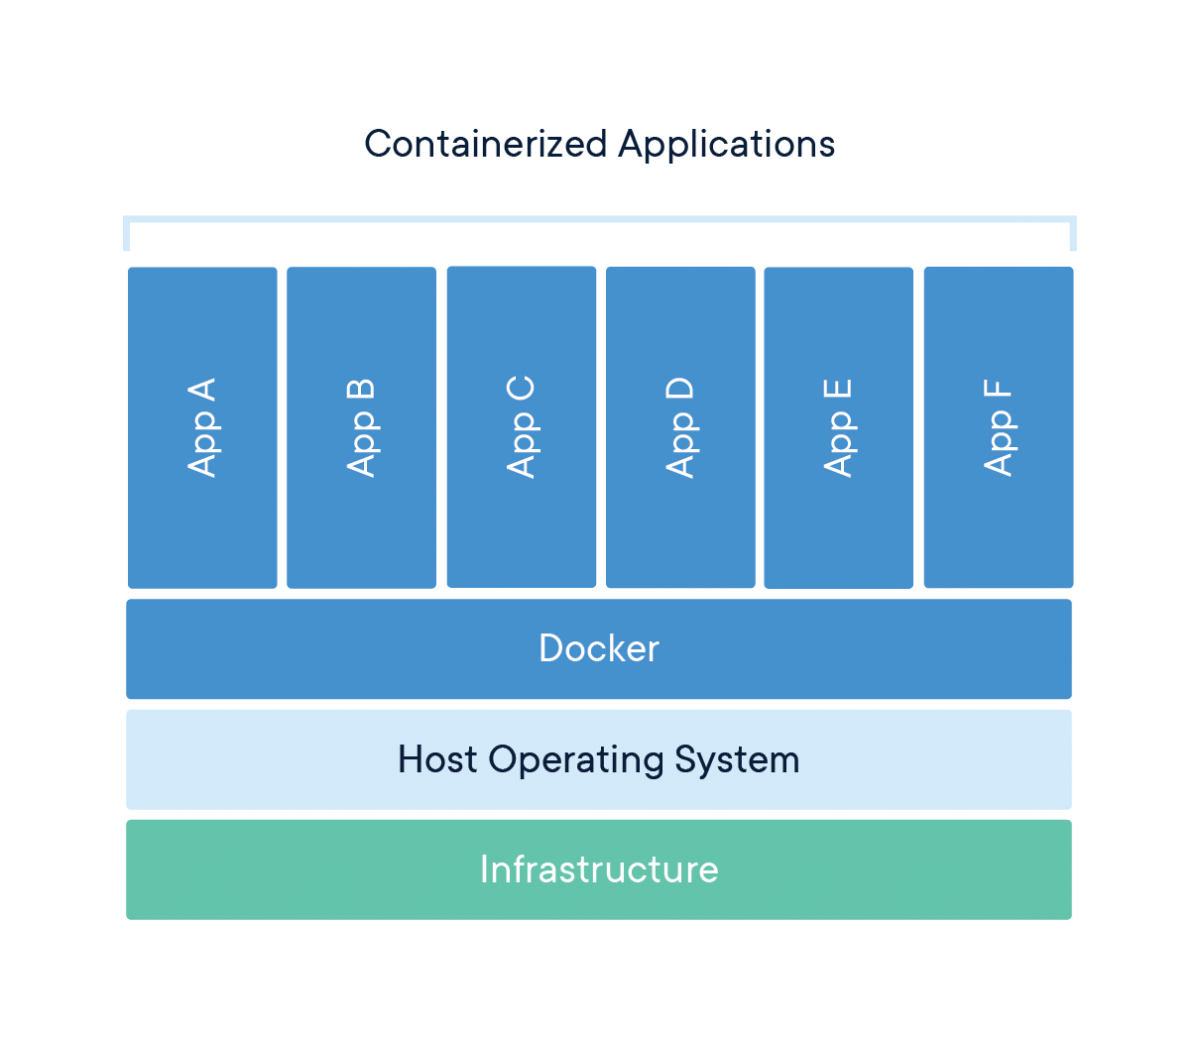 Containerized Applications
App A
App B
App C
App D
App E
App F
Docker
Host Operating System
Infrastructure